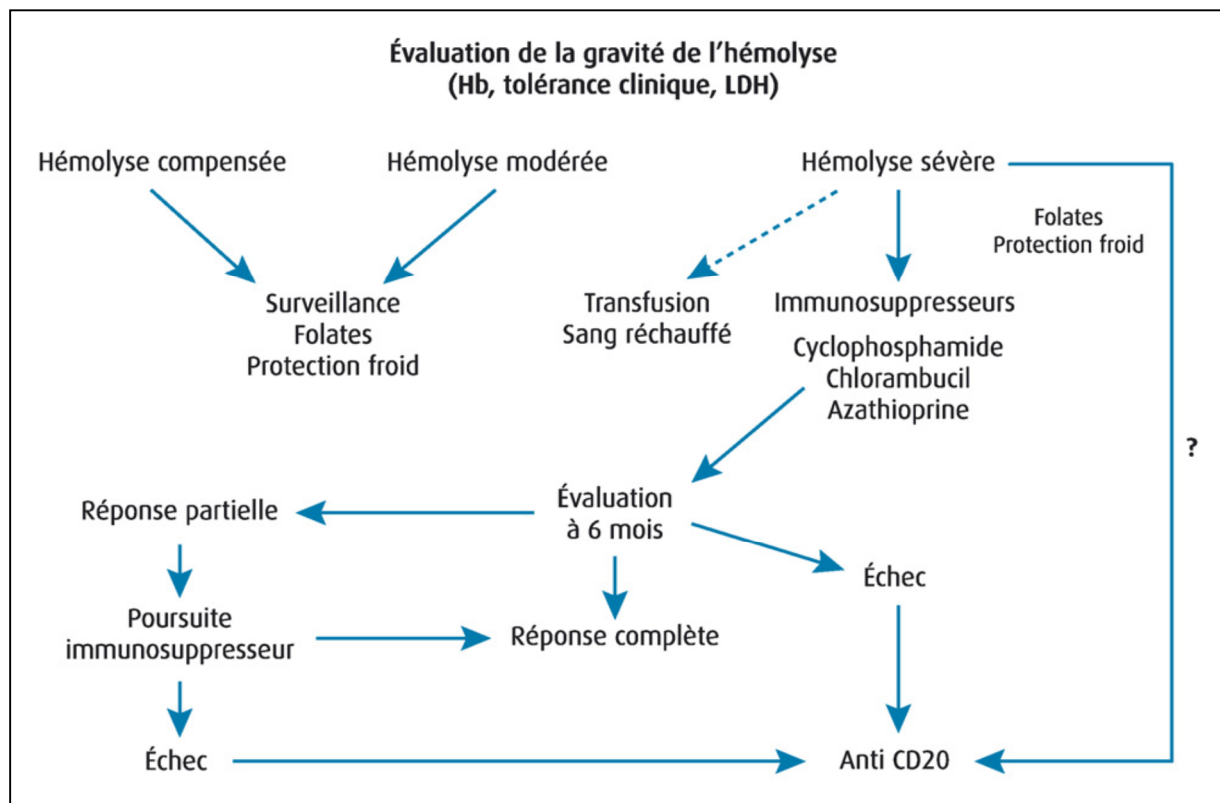 Évaluation de la gravité de l'hémolyse
(Hb, tolérance clinique, LDH)
Hémolyse compensée
Hémolyse modérée
Hémolyse sévère
Folates
Protection froid
Surveillance
Folates
Protection froid
Transfusion
Sang réchauffé
Immunosuppresseurs
Cyclophosphamide
Chlorambucil
Azathioprine
?
Évaluation
à 6 mois
Réponse partielle
Échec
Poursuite
immunosuppresseur
Réponse complète
Échec
Anti CD20